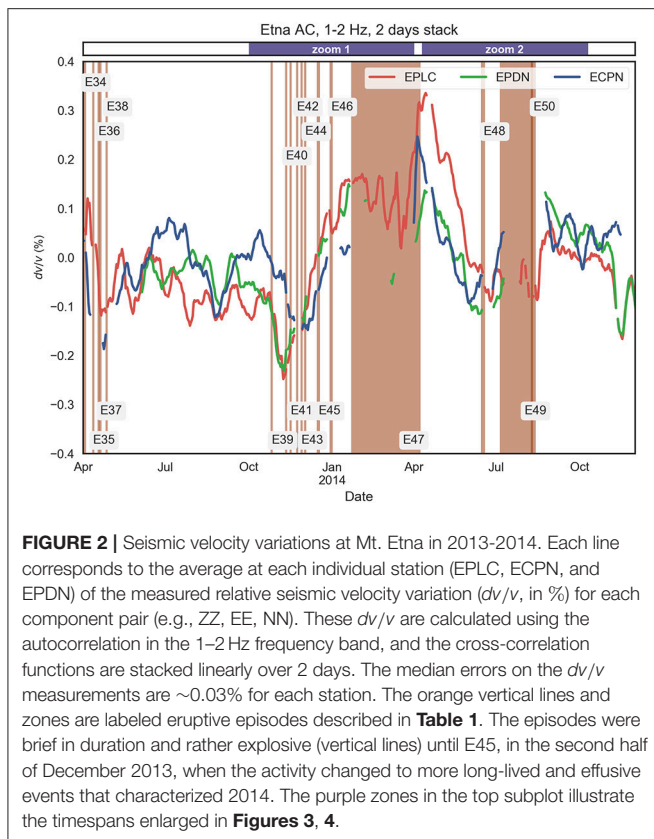 Etna AC, 1-2 Hz, 2 days stack
zoom 1 zoom 2
EPLC EPDN ECPN
E34
E38
E36
E42
E44
E40
E46
E48
E50
E37
E35
E41
E39
E43
E45
E47
E49
0.4
0.3
0.2
0.1
0.0
−0.1
−0.2
−0.3
−0.4
dv/v (%)
Apr Jul Oct Jan Apr Jul Oct
2014
Date
FIGURE 2 | Seismic velocity variations at Mt. Etna in 2013-2014. Each line
corresponds to the average at each individual station (EPLC, ECPN, and
EPDN) of the measured relative seismic velocity variation (dv/v, in %) for each
component pair (e.g., ZZ, EE, NN). These dv/v are calculated using the
autocorrelation in the 1–2 Hz frequency band, and the cross-correlation
functions are stacked linearly over 2 days. The median errors on the dv/v
measurements are ~0.03% for each station. The orange vertical lines and
zones are labeled eruptive episodes described in Table 1. The episodes were
brief in duration and rather explosive (vertical lines) until E45, in the second half
of December 2013, when the activity changed to more long-lived and effusive
events that characterized 2014. The purple zones in the top subplot illustrate
the timespans enlarged in Figures 3, 4.